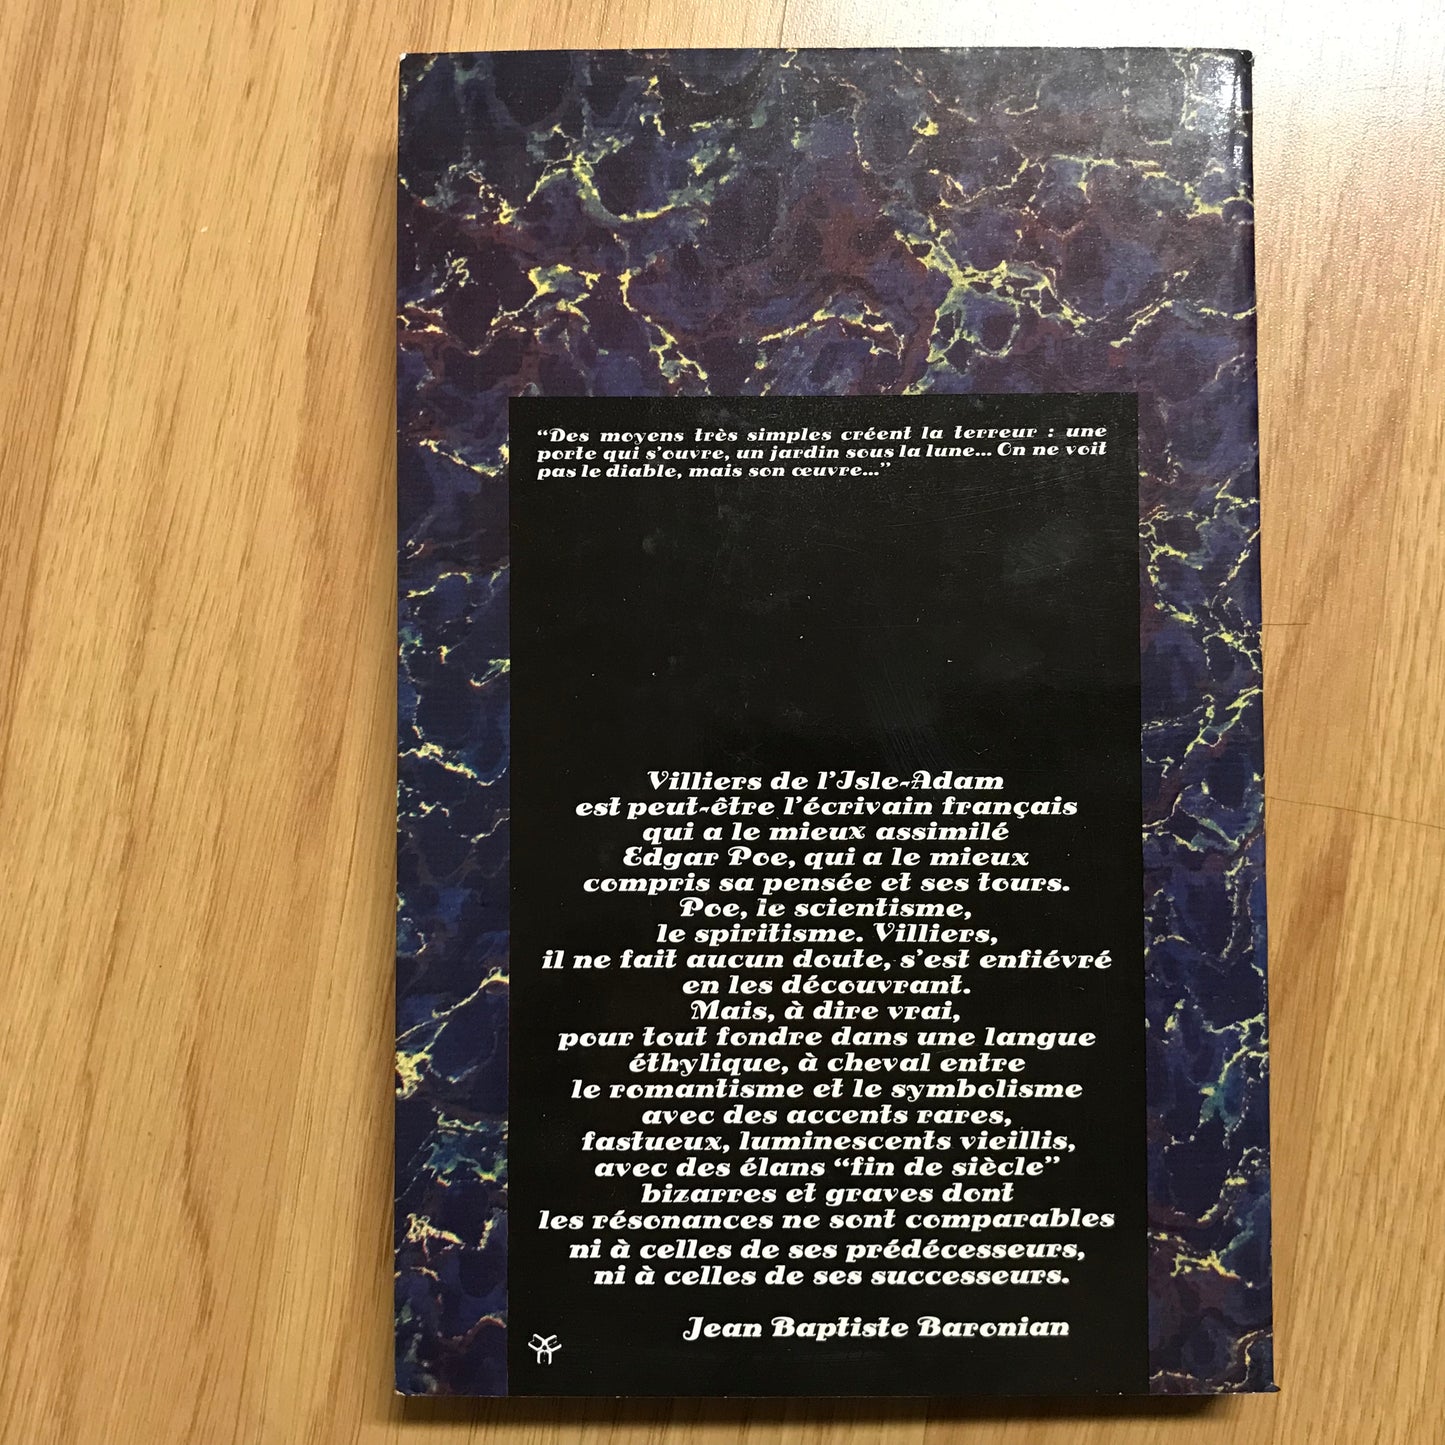 “Des moyens très simples créent la terreur : une
porte qui s’ouvre, un jardin sous la lune... On ne voit
pas le diable, mais son œuvre...”
Villiers de l’Isle-Adam
est peut-être l’écrivain français
qui a le mieux assimilé
Edgar Poe, qui a le mieux
compris sa pensée et ses tours.
Poe, le scientisme,
le spiritisme. Villiers,
il ne fait aucun doute, s’est enfiévré
en les découvrant.
Mais, à dire vrai,
pour tout fondre dans une langue
éthylique, à cheval entre
le romantisme et le symbolisme
avec des accents rares,
fastueux, luminescents vieillis,
avec des élans “fin de siècle”
bizarres et graves dont
les résonances ne sont comparables
ni à celles de ses prédécesseurs,
ni à celles de ses successeurs.
Jean Baptiste Baronian